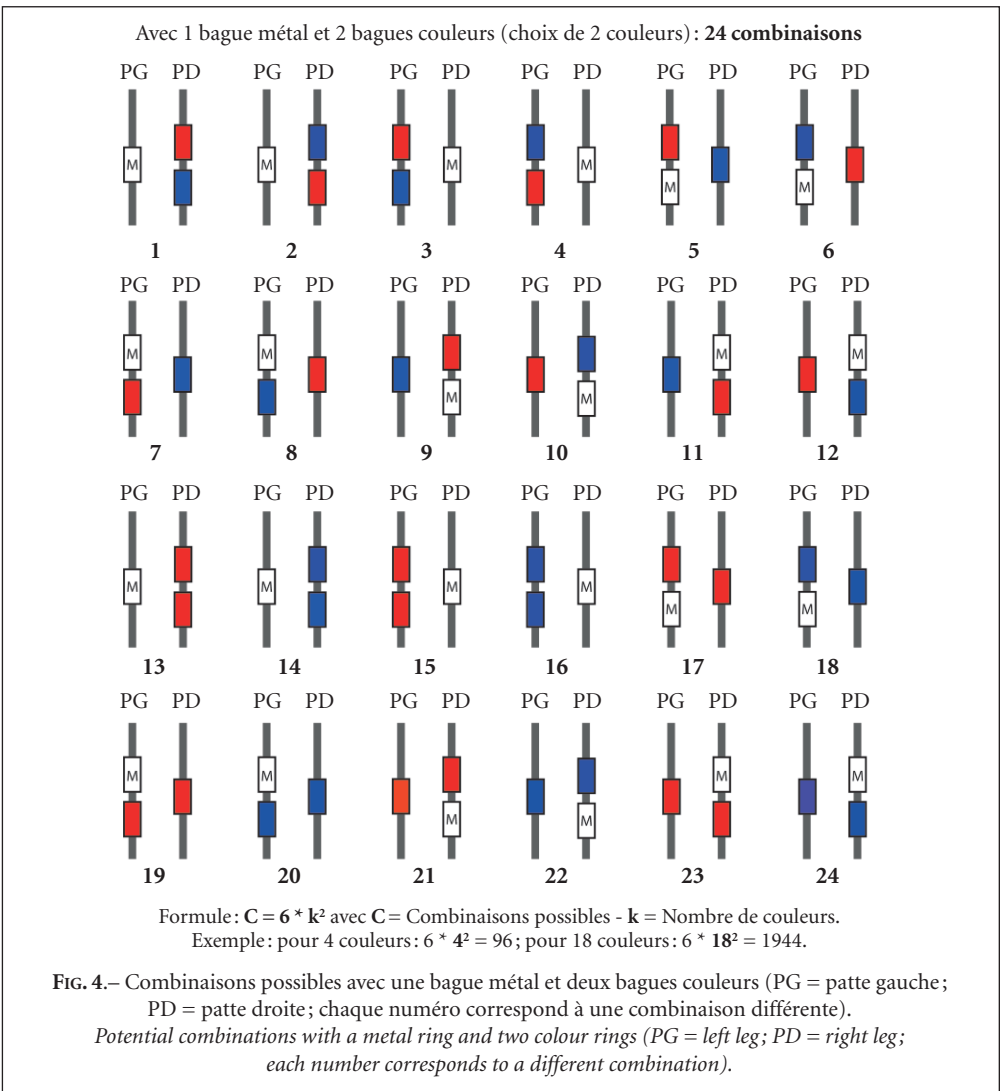 Avec 1 bague métal et 2 bagues couleurs (choix de 2 couleurs) : 24 combinaisons
PG PD PG PD PG PD PG PD PG PD PG PD
M M M M M M
1 2 3 4 5 6
PG PD PG PD PG PD PG PD PG PD PG PD
M M M M M M
7 8 9 10 11 12
PG PD PG PD PG PD PG PD PG PD PG PD
M M M M M M
13 14 15 16 17 18
PG PD PG PD PG PD PG PD PG PD PG PD
M M M M M M
19 20 21 22 23 24
Formule : C = 6 * k² avec C = Combinaisons possibles - k = Nombre de couleurs.
Exemple : pour 4 couleurs : 6 * 4² = 96 ; pour 18 couleurs : 6 * 18² = 1944.
FIG. 4.– Combinaisons possibles avec une bague métal et deux bagues couleurs (PG = patte gauche ;
PD = patte droite ; chaque numéro correspond à une combinaison différente).
Potential combinations with a metal ring and two colour rings (PG = left leg; PD = right leg;
each number corresponds to a different combination).